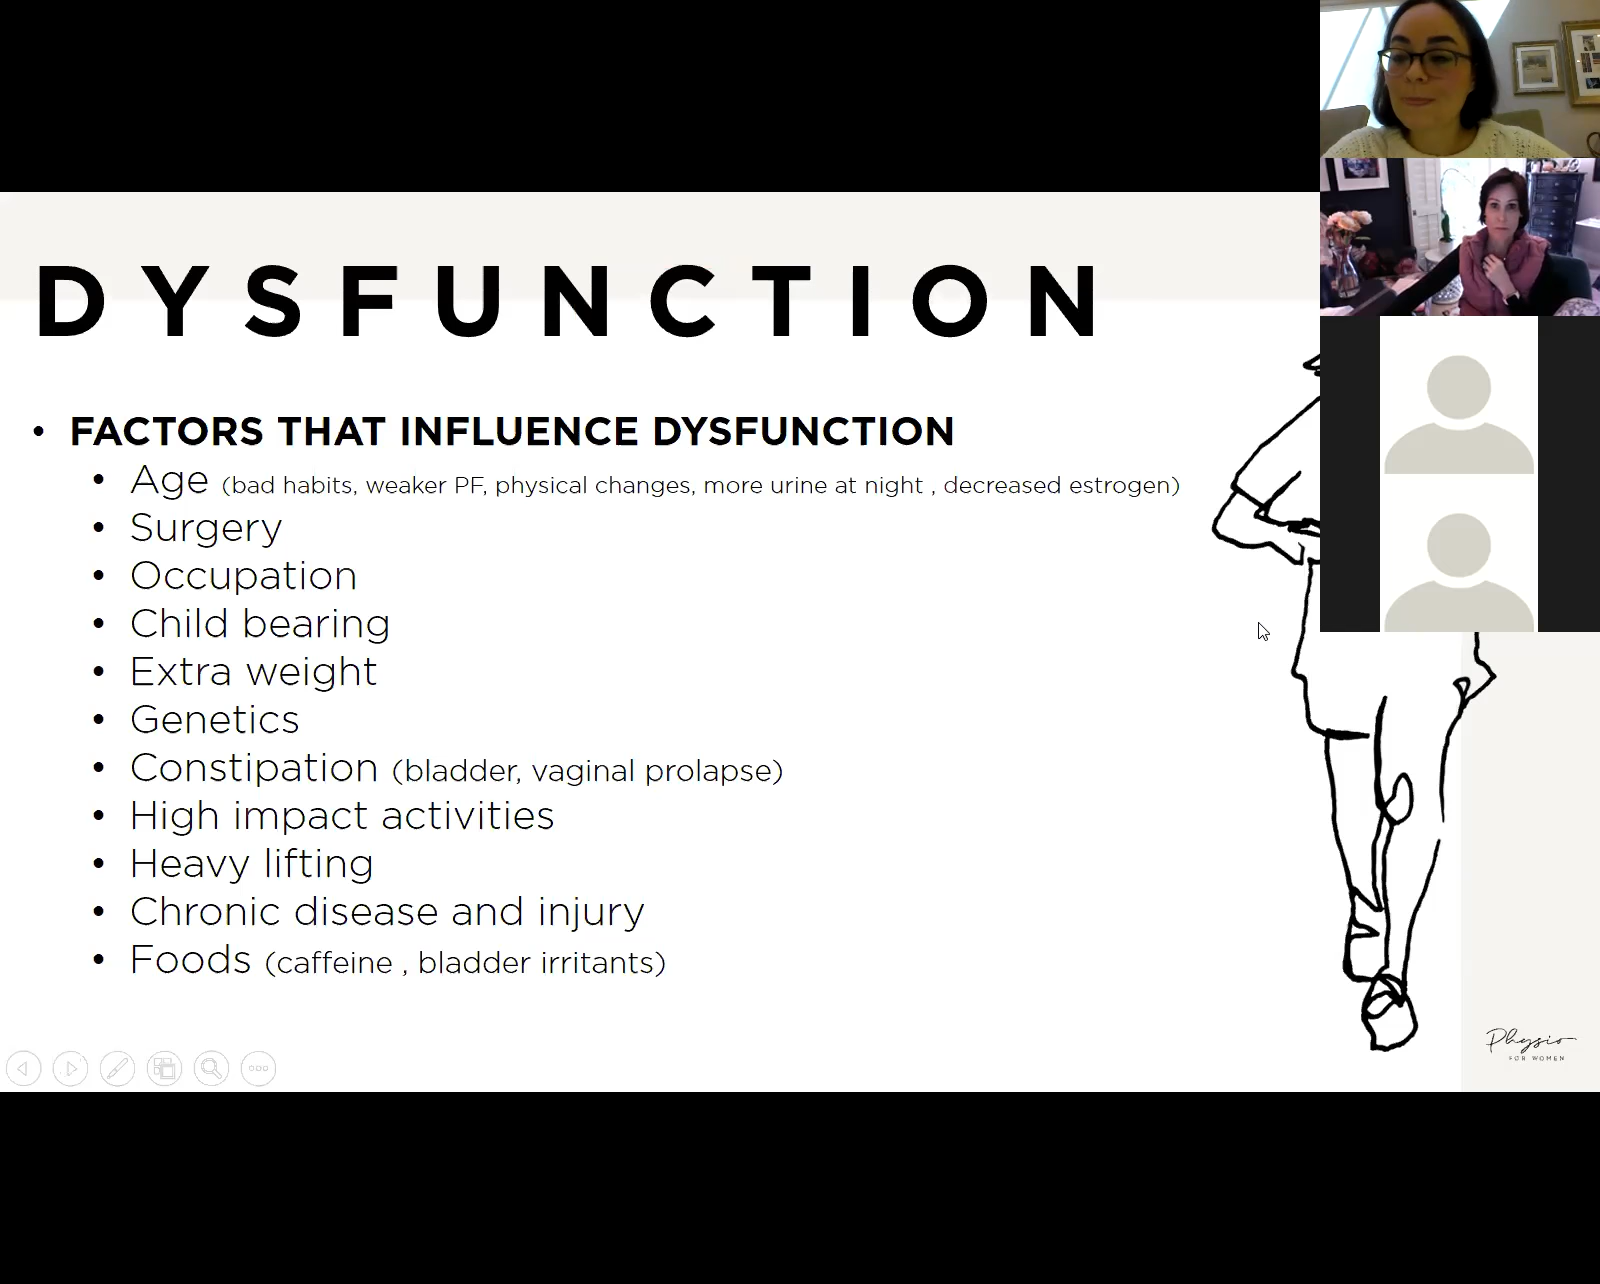 DYSFUNCTION
• FACTORS THAT INFLUENCE DYSFUNCTION
• Age (bad habits, weaker PF, physical changes, more urine at night , decreased estrogen)
• Surgery
• Occupation
• Child bearing
• Extra weight
• Genetics
• Constipation (bladder, vaginal prolapse)
• High impact activities
• Heavy lifting
• Chronic disease and injury
• Foods (caffeine , bladder irritants)
Physio
FOR WOMEN